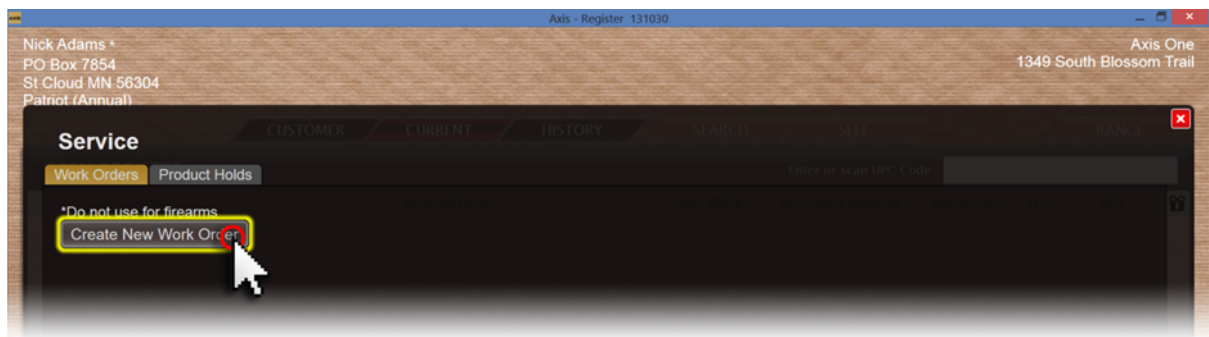 Axis - Register 131030
Nick Adams *
PO Box 7854
St Cloud MN 56304
Patriot (Annual)
Axis One
1349 South Blossom Trail
CUSTOMER
CURRENT
HISTORY
SEARCH
SELL
RANGE
Service
Work Orders
Product Holds
Enter or scan UPC Code
*Do not use for firearms
Create New Work Order